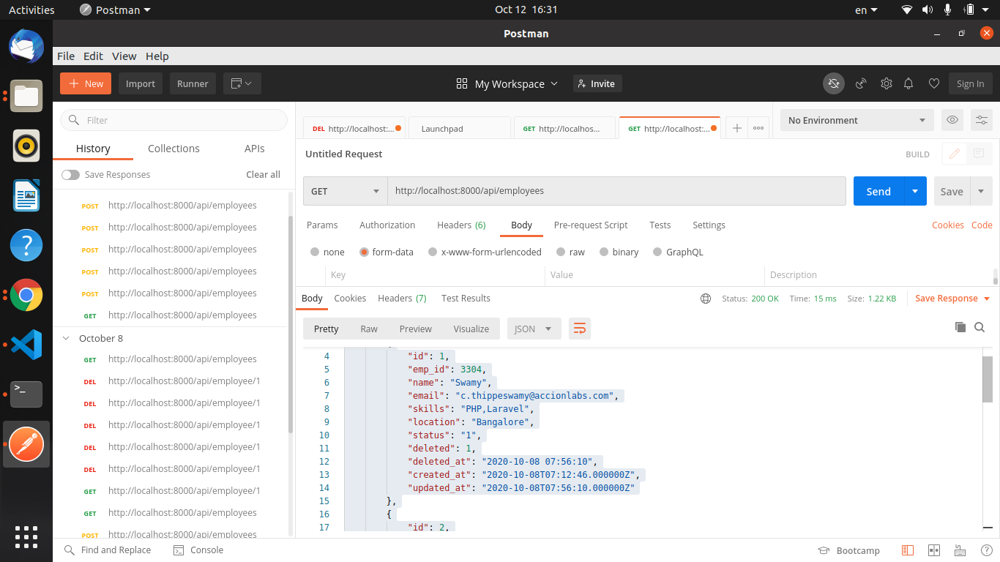 Activities
Postman
Oct 12 16:31
en
Postman
File Edit View Help
New
Import
Runner
My Workspace
Invite
Sign In
Filter
History
Collections
APIs
Save Responses
Clear all
POST http://localhost:8000/api/employees
POST http://localhost:8000/api/employees
POST http://localhost:8000/api/employees
POST http://localhost:8000/api/employees
POST http://localhost:8000/api/employees
GET http://localhost:8000/api/employees
October 8
GET http://localhost:8000/api/employees
DEL http://localhost:8000/api/employee/1
DEL http://localhost:8000/api/employee/1
DEL http://localhost:8000/api/employee/1
DEL http://localhost:8000/api/employee/1
DEL http://localhost:8000/api/employee/1
GET http://localhost:8000/api/employee/1
GET http://localhost:8000/api/employees
POST http://localhost:8000/api/employees
DEL http://localhost:...
Launchpad
GET http://localhos...
GET http://localhost:...
No Environment
Untitled Request
BUILD
GET
http://localhost:8000/api/employees
Send
Save
Params Authorization Headers (6) Body Pre-request Script Tests Settings
Cookies Code
none form-data x-www-form-urlencoded raw binary GraphQL
Key Value Description
Body Cookies Headers (7) Test Results
Status: 200 OK Time: 15 ms Size: 1.22 KB
Save Response
Pretty Raw Preview Visualize JSON
4 "id": 1,
5 "emp_id": 3304,
6 "name": "Swamy",
7 "email": "c.thippeswamy@accionlabs.com",
8 "skills": "PHP,Laravel",
9 "location": "Bangalore",
10 "status": "1",
11 "deleted": 1,
12 "deleted_at": "2020-10-08 07:56:10",
13 "created_at": "2020-10-08T07:12:46.000000Z",
14 "updated_at": "2020-10-08T07:56:10.000000Z"
15 },
16 {
17 "id": 2,
Find and Replace
Console
Bootcamp